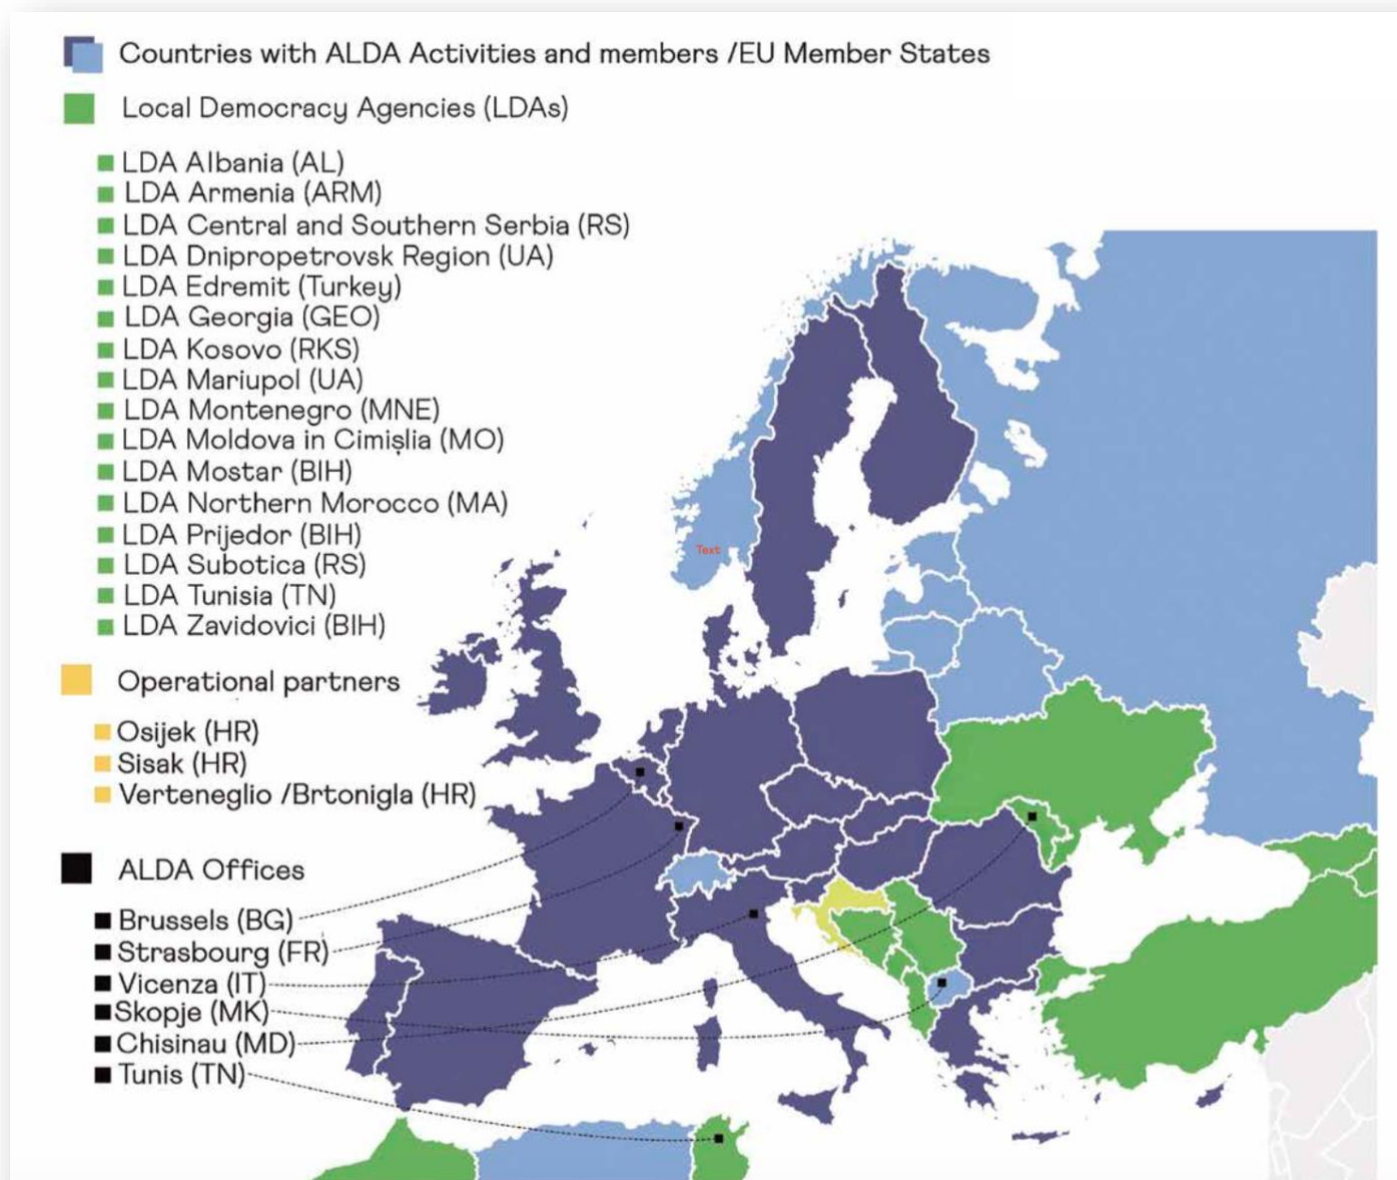 Countries with ALDA Activities and members /EU Member States
Local Democracy Agencies (LDAs)
LDA Albania (AL)
LDA Armenia (ARM)
LDA Central and Southern Serbia (RS)
LDA Dnipropetrovsk Region (UA)
LDA Edremit (Turkey)
LDA Georgia (GEO)
LDA Kosovo (RKS)
LDA Mariupol (UA)
LDA Montenegro (MNE)
LDA Moldova in Cimişlia (MO)
LDA Mostar (BIH)
LDA Northern Morocco (MA)
LDA Prijedor (BIH)
LDA Subotica (RS)
LDA Tunisia (TN)
LDA Zavidovici (BIH)
Operational partners
Osijek (HR)
Sisak (HR)
Verteneglio /Brtonigla (HR)
ALDA Offices
Brussels (BG)
Strasbourg (FR)
Vicenza (IT)
Skopje (MK)
Chisinau (MD)
Tunis (TN)
Text